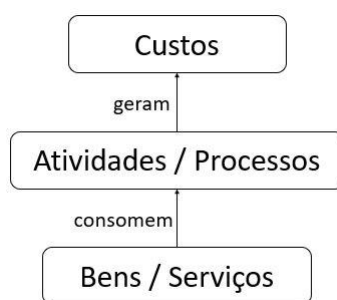 Custos
geram
Atividades / Processos
consomem
Bens / Serviços